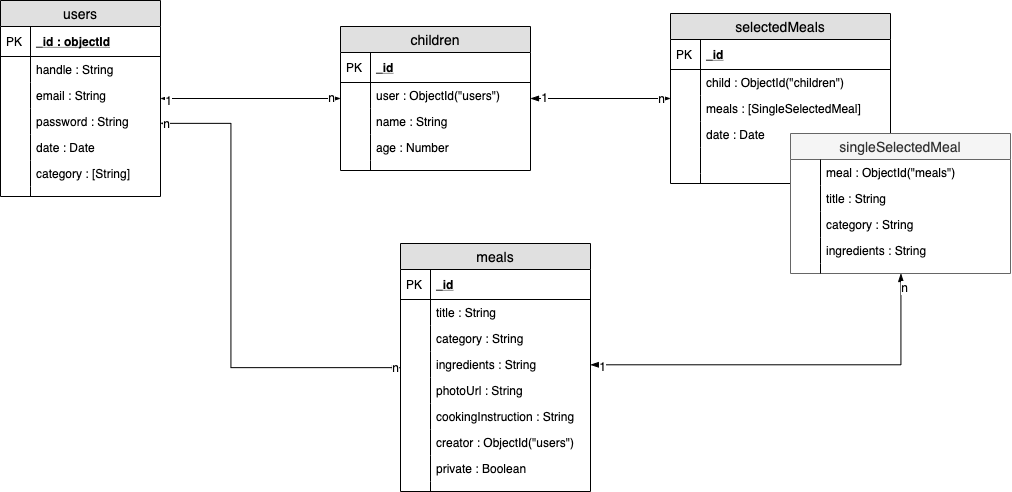 users
PK _id : objectId
handle : String
email : String
password : String
date : Date
category : [String]
1
n
n
children
PK _id
user : ObjectId("users")
name : String
age : Number
1
n
selectedMeals
PK _id
child : ObjectId("children")
meals : [SingleSelectedMeal]
date : Date
singleSelectedMeal
meal : ObjectId("meals")
title : String
category : String
ingredients : String
n
meals
PK _id
title : String
category : String
ingredients : String
photoUrl : String
cookingInstruction : String
creator : ObjectId("users")
private : Boolean
n
1